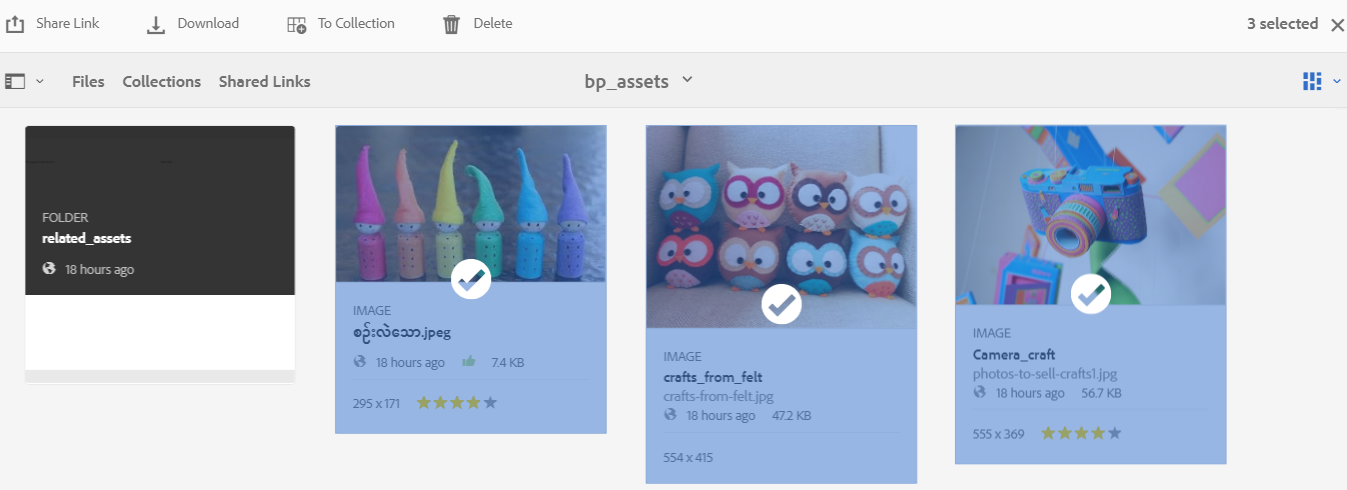 Share Link Download To Collection Delete 3 selected
Files Collections Shared Links bp_assets
FOLDER
related_assets
18 hours ago
IMAGE
စဉ်းလဲသော.jpeg
18 hours ago 7.4 KB
295 x 171
IMAGE
crafts_from_felt
crafts-from-felt.jpg
18 hours ago 47.2 KB
554 x 415
IMAGE
Camera_craft
photos-to-sell-crafts1.jpg
18 hours ago 56.7 KB
555 x 369